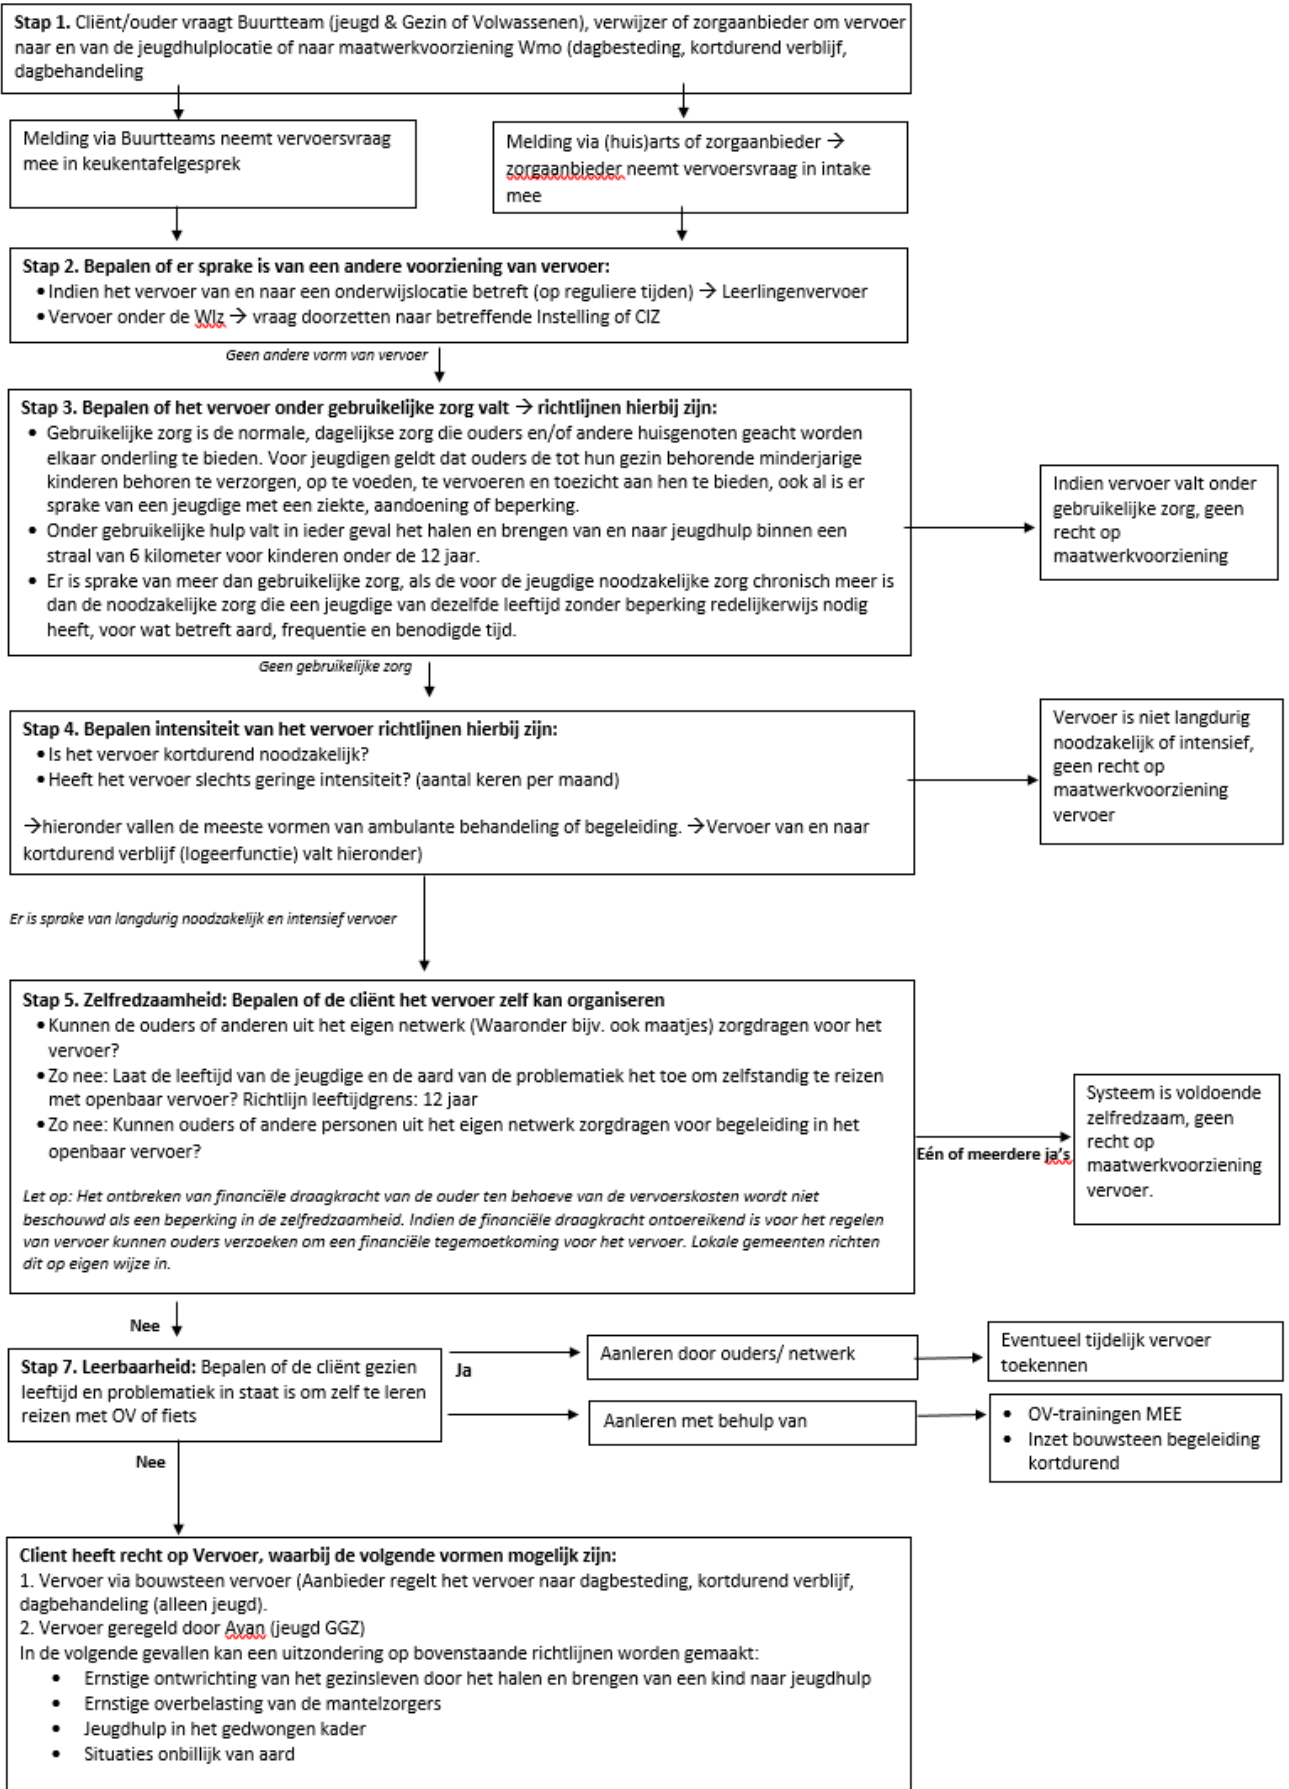 Stap 1. Cliënt/ouder vraagt Buurtteam (jeugd & Gezin of Volwassenen), verwijzer of zorgaanbieder om vervoer
naar en van de jeugdhulplocatie of naar maatwerkvoorziening Wmo (dagbesteding, kortdurend verblijf,
dagbehandeling
Melding via Buurtteams neemt vervoersvraag
mee in keukentafelgesprek
Melding via (huis)arts of zorgaanbieder →
zorgaanbieder neemt vervoersvraag in intake
mee
Stap 2. Bepalen of er sprake is van een andere voorziening van vervoer:
• Indien het vervoer van en naar een onderwijslocatie betreft (op reguliere tijden) → Leerlingenvervoer
• Vervoer onder de Wlz → vraag doorzetten naar betreffende Instelling of CIZ
Geen andere vorm van vervoer
Stap 3. Bepalen of het vervoer onder gebruikelijke zorg valt → richtlijnen hierbij zijn:
• Gebruikelijke zorg is de normale, dagelijkse zorg die ouders en/of andere huisgenoten geacht worden
elkaar onderling te bieden. Voor jeugdigen geldt dat ouders de tot hun gezin behorende minderjarige
kinderen behoren te verzorgen, op te voeden, te vervoeren en toezicht aan hen te bieden, ook al is er
sprake van een jeugdige met een ziekte, aandoening of beperking.
• Onder gebruikelijke hulp valt in ieder geval het halen en brengen van en naar jeugdhulp binnen een
straal van 6 kilometer voor kinderen onder de 12 jaar.
• Er is sprake van meer dan gebruikelijke zorg, als de voor de jeugdige noodzakelijke zorg chronisch meer is
dan de noodzakelijke zorg die een jeugdige van dezelfde leeftijd zonder beperking redelijkerwijs nodig
heeft, voor wat betreft aard, frequentie en benodigde tijd.
Indien vervoer valt onder
gebruikelijke zorg, geen
recht op
maatwerkvoorziening
Geen gebruikelijke zorg
Stap 4. Bepalen intensiteit van het vervoer richtlijnen hierbij zijn:
• Is het vervoer kortdurend noodzakelijk?
• Heeft het vervoer slechts geringe intensiteit? (aantal keren per maand)
→hieronder vallen de meeste vormen van ambulante behandeling of begeleiding. →Vervoer van en naar
kortdurend verblijf (logeerfunctie) valt hieronder)
Vervoer is niet langdurig
noodzakelijk of intensief,
geen recht op
maatwerkvoorziening
vervoer
Er is sprake van langdurig noodzakelijk en intensief vervoer
Stap 5. Zelfredzaamheid: Bepalen of de cliënt het vervoer zelf kan organiseren
• Kunnen de ouders of anderen uit het eigen netwerk (Waaronder bijv. ook maatjes) zorgdragen voor het
vervoer?
• Zo nee: Laat de leeftijd van de jeugdige en de aard van de problematiek het toe om zelfstandig te reizen
met openbaar vervoer? Richtlijn leeftijdgrens: 12 jaar
• Zo nee: Kunnen ouders of andere personen uit het eigen netwerk zorgdragen voor begeleiding in het
openbaar vervoer?
Let op: Het ontbreken van financiële draagkracht van de ouder ten behoeve van de vervoerskosten wordt niet
beschouwd als een beperking in de zelfredzaamheid. Indien de financiële draagkracht ontoereikend is voor het regelen
van vervoer kunnen ouders verzoeken om een financiële tegemoetkoming voor het vervoer. Lokale gemeenten richten
dit op eigen wijze in.
Eén of meerdere ja's
Systeem is voldoende
zelfredzaam, geen
recht op
maatwerkvoorziening
vervoer.
Nee
Stap 7. Leerbaarheid: Bepalen of de cliënt gezien
leeftijd en problematiek in staat is om zelf te leren
reizen met OV of fiets
Ja
Aanleren door ouders/ netwerk
Eventueel tijdelijk vervoer
toekennen
Aanleren met behulp van
• OV-trainingen MEE
• Inzet bouwsteen begeleiding
kortdurend
Nee
Client heeft recht op Vervoer, waarbij de volgende vormen mogelijk zijn:
1. Vervoer via bouwsteen vervoer (Aanbieder regelt het vervoer naar dagbesteding, kortdurend verblijf,
dagbehandeling (alleen jeugd).
2. Vervoer geregeld door Avan (jeugd GGZ)
In de volgende gevallen kan een uitzondering op bovenstaande richtlijnen worden gemaakt:
• Ernstige ontwrichting van het gezinsleven door het halen en brengen van een kind naar jeugdhulp
• Ernstige overbelasting van de mantelzorgers
• Jeugdhulp in het gedwongen kader
• Situaties onbillijk van aard